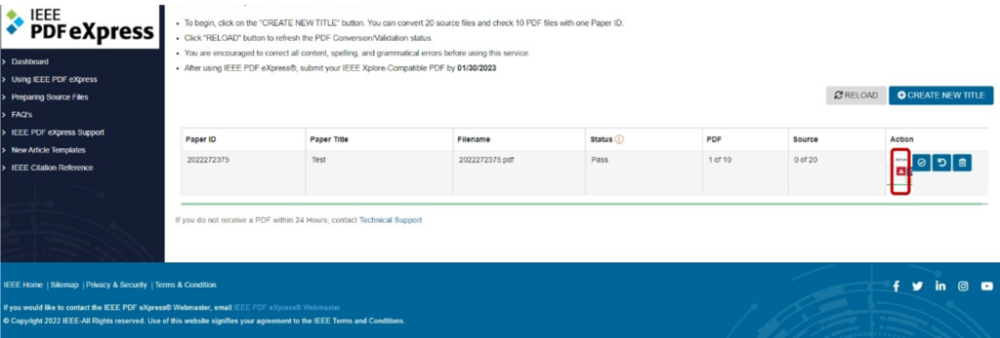 IEEE
PDF eXpress
Dashboard
Using IEEE PDF eXpress
Preparing Source Files
FAQ's
IEEE PDF eXpress Support
New Article Templates
IEEE Citation Reference
To begin, click on the "CREATE NEW TITLE" button. You can convert 20 source files and check 10 PDF files with one Paper ID.
Click "RELOAD" button to refresh the PDF Conversion/Validation status.
You are encouraged to correct all content, spelling, and grammatical errors before using this service.
After using IEEE PDF eXpress®, submit your IEEE Xplore-Compatible PDF by 01/30/2023
RELOAD CREATE NEW TITLE
Paper ID Paper Title Filename Status PDF Source Action
2022272375 Test 2022272375.pdf Pass 1 of 10 0 of 20
If you do not receive a PDF within 24 Hours, contact Technical Support
IEEE Home | Sitemap | Privacy & Security | Terms & Condition
If you would like to contact the IEEE PDF eXpress® Webmaster, email IEEE PDF eXpress® Webmaster
© Copyright 2022 IEEE-All Rights reserved. Use of this website signifies your agreement to the IEEE Terms and Conditions.